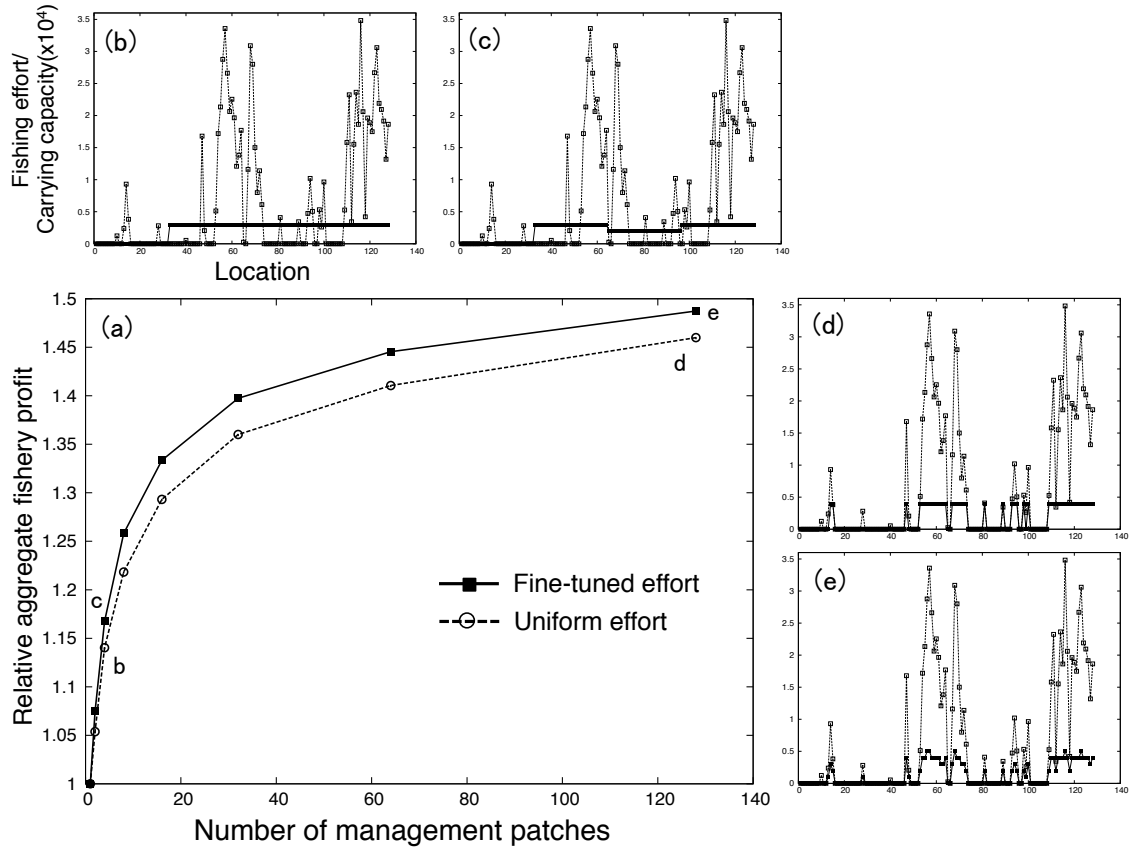 Fishing effort/
Carrying capacity(x10⁴)
(b)
3.5
3
2.5
2
1.5
1
0.5
0
0 20 40 60 80 100 120 140
Location
(c)
3.5
3
2.5
2
1.5
1
0.5
0
0 20 40 60 80 100 120 140
(a)
Relative aggregate fishery profit
1.5
1.45
1.4
1.35
1.3
1.25
1.2
1.15
1.1
1.05
1
e
d
c
b
Fine-tuned effort
Uniform effort
0 20 40 60 80 100 120 140
Number of management patches
(d)
3.5
3
2.5
2
1.5
1
0.5
0
0 20 40 60 80 100 120 140
(e)
3.5
3
2.5
2
1.5
1
0.5
0
0 20 40 60 80 100 120 140